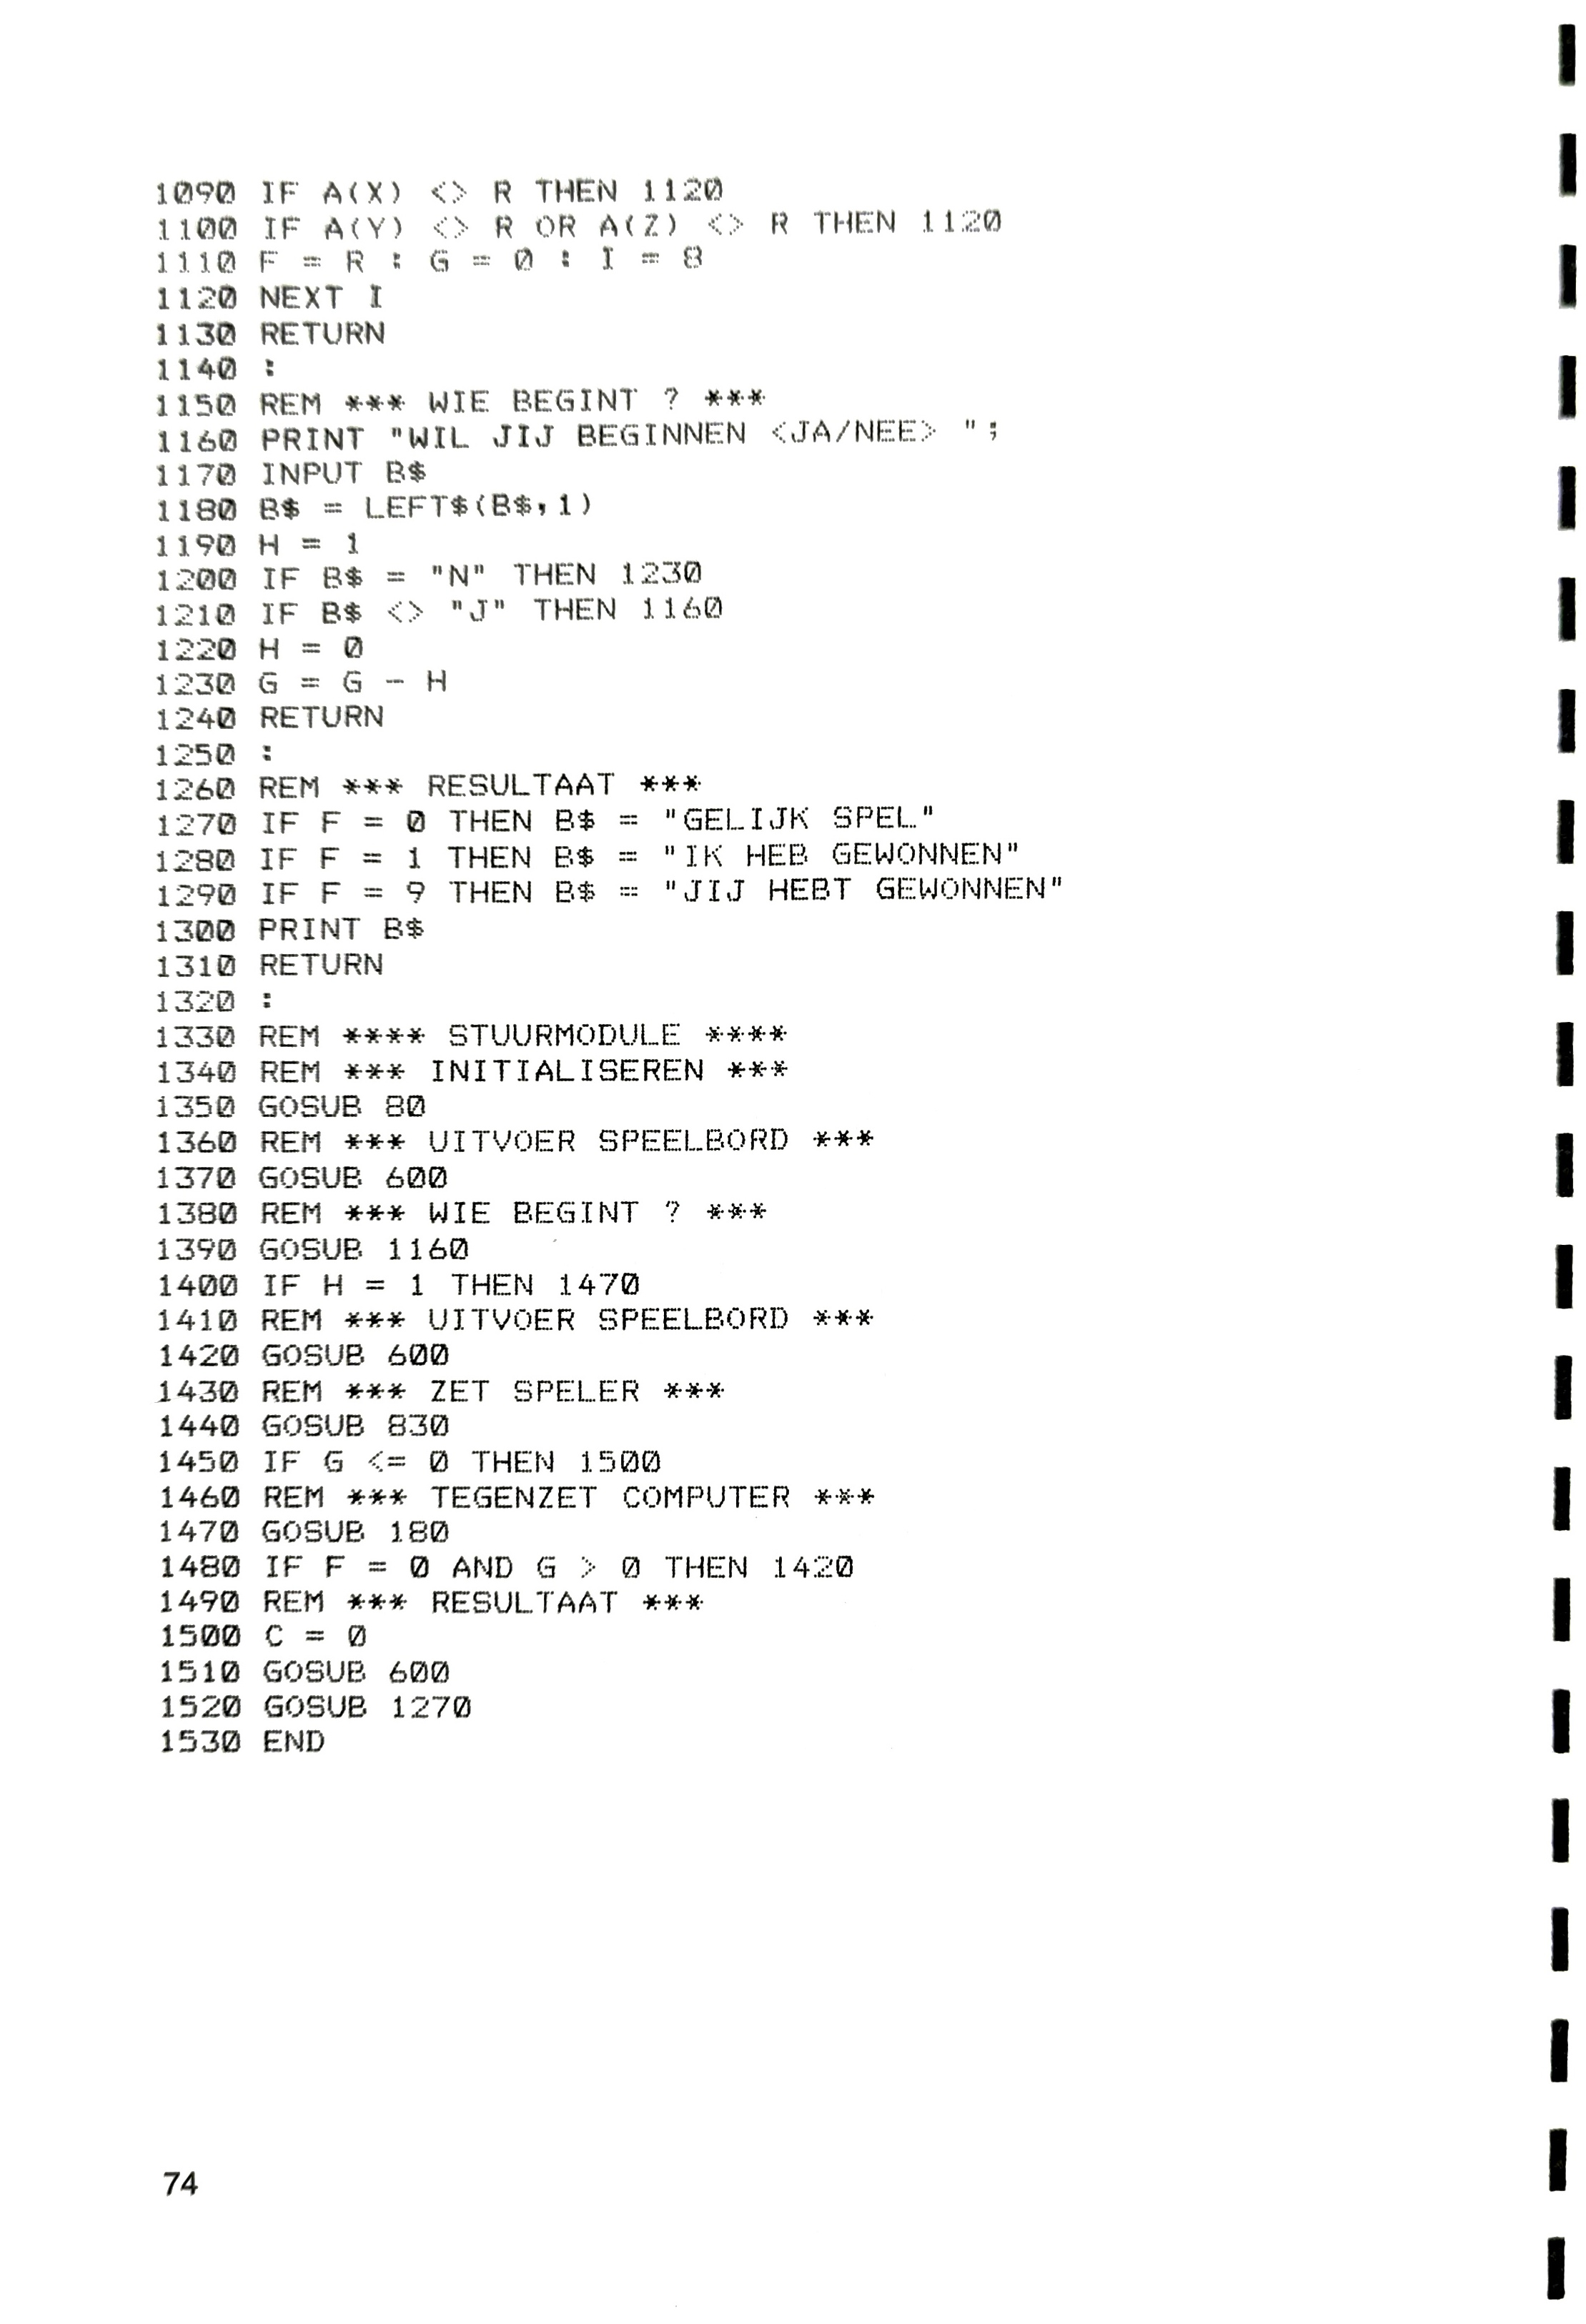 1090 IF A(X) <> R THEN 1120
1100 IF A(Y) <> R OR A(Z) <> R THEN 1120
1110 F = R : G = 0 : I = 8
1120 NEXT I
1130 RETURN
1140 :
1150 REM *** WIE BEGINT ? ***
1160 PRINT "WIL JIJ BEGINNEN <JA/NEE> ";
1170 INPUT B$
1180 B$ = LEFT$(B$,1)
1190 H = 1
1200 IF B$ = "N" THEN 1230
1210 IF B$ <> "J" THEN 1160
1220 H = 0
1230 G = G - H
1240 RETURN
1250 :
1260 REM *** RESULTAAT ***
1270 IF F = 0 THEN B$ = "GELIJK SPEL"
1280 IF F = 1 THEN B$ = "IK HEB GEWONNEN"
1290 IF F = 9 THEN B$ = "JIJ HEBT GEWONNEN"
1300 PRINT B$
1310 RETURN
1320 :
1330 REM **** STUURMODULE ****
1340 REM *** INITIALISEREN ***
1350 GOSUB 80
1360 REM *** UITVOER SPEELBORD ***
1370 GOSUB 600
1380 REM *** WIE BEGINT ? ***
1390 GOSUB 1160
1400 IF H = 1 THEN 1470
1410 REM *** UITVOER SPEELBORD ***
1420 GOSUB 600
1430 REM *** ZET SPELER ***
1440 GOSUB 830
1450 IF G <= 0 THEN 1500
1460 REM *** TEGENZET COMPUTER ***
1470 GOSUB 180
1480 IF F = 0 AND G > 0 THEN 1420
1490 REM *** RESULTAAT ***
1500 C = 0
1510 GOSUB 600
1520 GOSUB 1270
1530 END
74